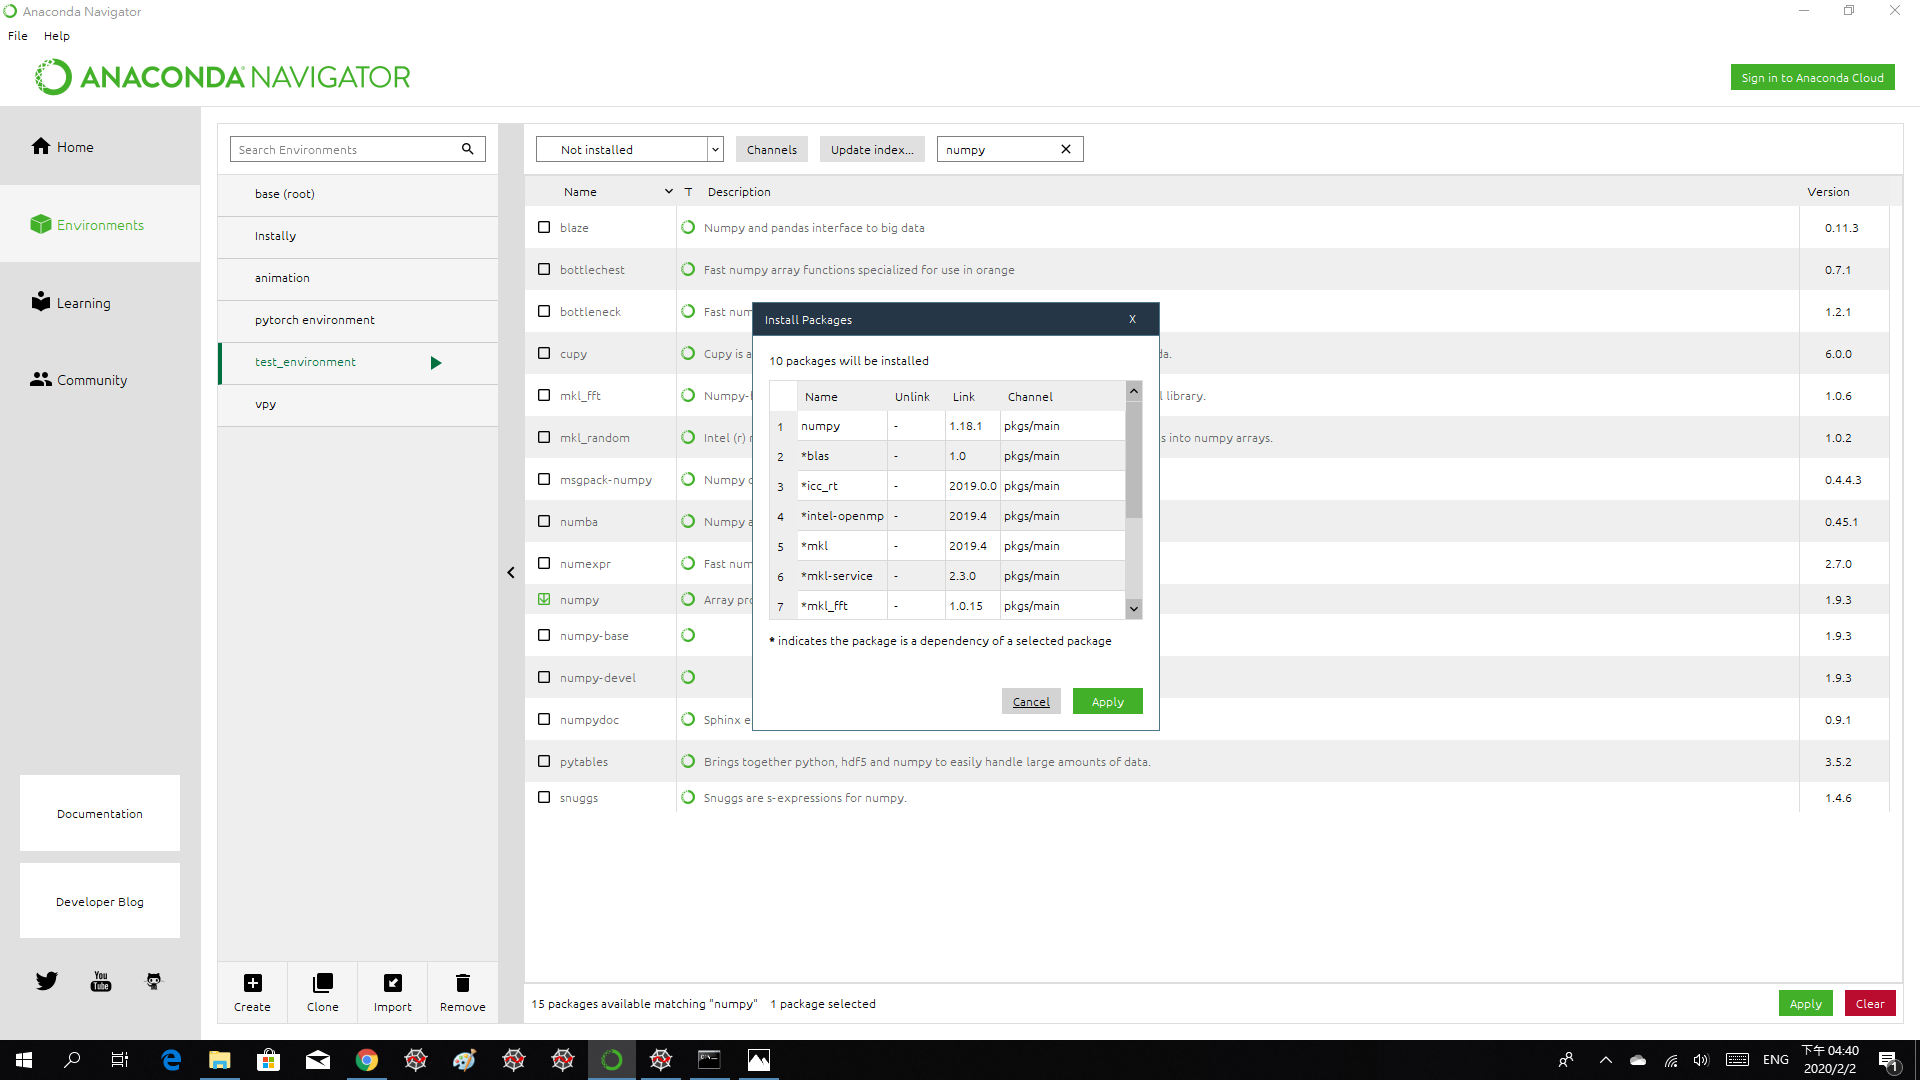 Anaconda Navigator
File Help
ANACONDA NAVIGATOR
Sign in to Anaconda Cloud
Home
Environments
Learning
Community
Documentation
Developer Blog
You Tube
Search Environments
base (root)
Instally
animation
pytorch environment
test_environment
vpy
Create Clone Import Remove
Not installed Channels Update index... numpy ✕
Name T Description Version
blaze Numpy and pandas interface to big data 0.11.3
bottlechest Fast numpy array functions specialized for use in orange 0.7.1
bottleneck Fast num 1.2.1
cupy Cupy is a da. 6.0.0
mkl_fft Numpy-l l library. 1.0.6
mkl_random Intel (r) s into numpy arrays. 1.0.2
msgpack-numpy Numpy 0.4.4.3
numba Numpy a 0.45.1
numexpr Fast num 2.7.0
numpy Array pro 1.9.3
numpy-base 1.9.3
numpy-devel 1.9.3
numpydoc Sphinx e 0.9.1
pytables Brings together python, hdf5 and numpy to easily handle large amounts of data. 3.5.2
snuggs Snuggs are s-expressions for numpy. 1.4.6
Install Packages X
10 packages will be installed
Name Unlink Link Channel
1 numpy - 1.18.1 pkgs/main
2 *blas - 1.0 pkgs/main
3 *icc_rt - 2019.0.0 pkgs/main
4 *intel-openmp - 2019.4 pkgs/main
5 *mkl - 2019.4 pkgs/main
6 *mkl-service - 2.3.0 pkgs/main
7 *mkl_fft - 1.0.15 pkgs/main
* indicates the package is a dependency of a selected package
Cancel Apply
15 packages available matching "numpy" 1 package selected
Apply Clear
ENG
下午 04:40
2020/2/2
1